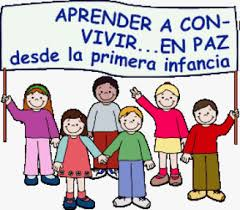 APRENDER A CON-
VIVIR...EN PAZ
desde la primera infancia